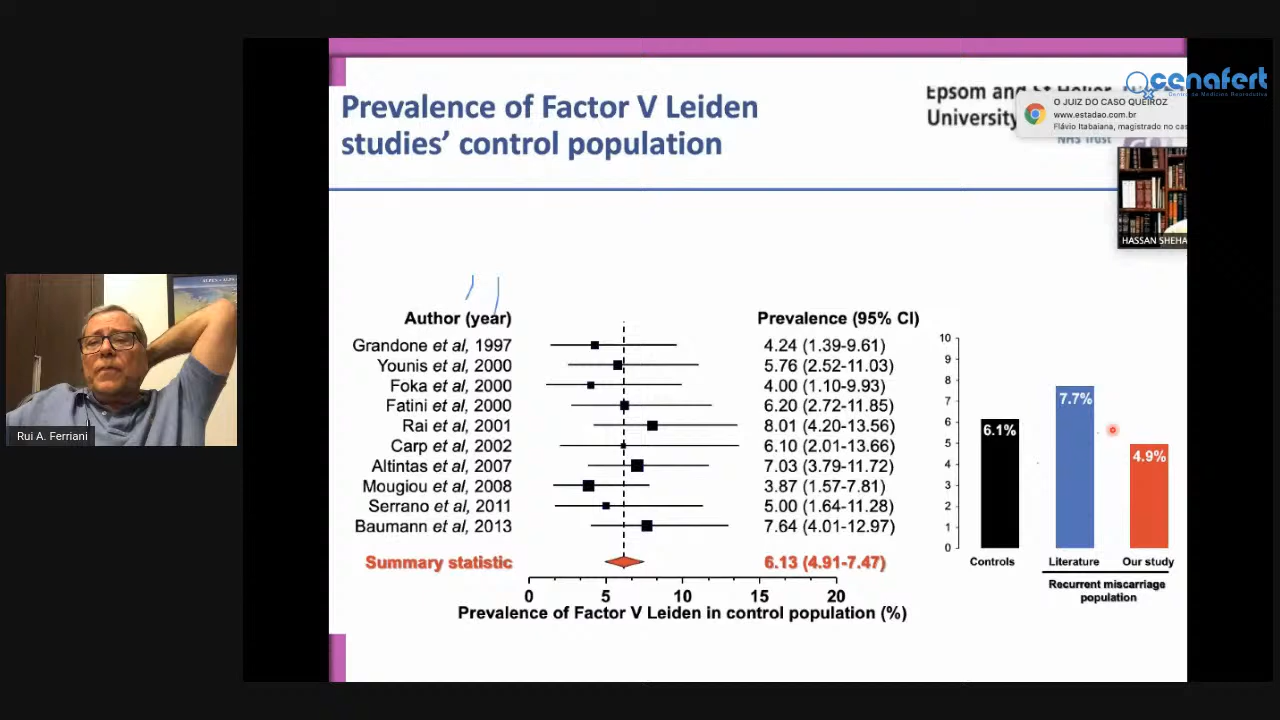 cenafert
Prevalence of Factor V Leiden
studies' control population
Epsom and St Helier
University
NHS Trust
O JUIZ DO CASO QUEIROZ
www.estadao.com.br
Flávio Itabaiana, magistrado no cas
HASSAN SHEHA
Rui A. Ferriani
Author (year) Prevalence (95% CI)
Grandone et al, 1997 4.24 (1.39-9.61)
Younis et al, 2000 5.76 (2.52-11.03)
Foka et al, 2000 4.00 (1.10-9.93)
Fatini et al, 2000 6.20 (2.72-11.85)
Rai et al, 2001 8.01 (4.20-13.56)
Carp et al, 2002 6.10 (2.01-13.66)
Altintas et al, 2007 7.03 (3.79-11.72)
Mougiou et al, 2008 3.87 (1.57-7.81)
Serrano et al, 2011 5.00 (1.64-11.28)
Baumann et al, 2013 7.64 (4.01-12.97)
Summary statistic 6.13 (4.91-7.47)
0 5 10 15 20
Prevalence of Factor V Leiden in control population (%)
10
9
8
7
6
5
4
3
2
1
0
6.1% 7.7% 4.9%
Controls Literature Our study
Recurrent miscarriage
population